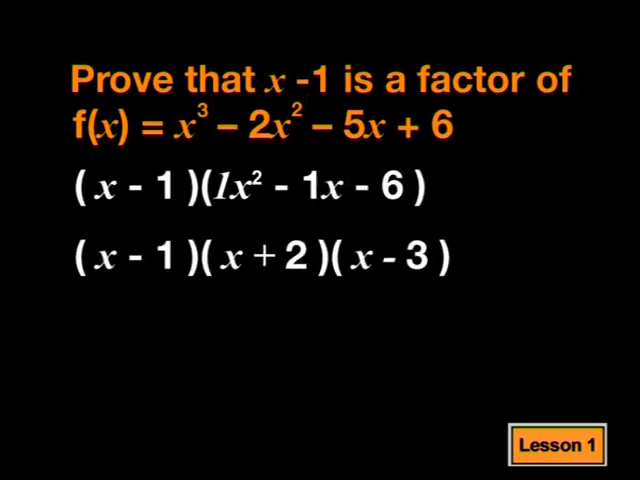 Prove that x -1 is a factor of
f(x) = x³ – 2x² – 5x + 6
( x - 1 )(1x² - 1x - 6 )
( x - 1 )( x + 2 )( x - 3 )
Lesson 1